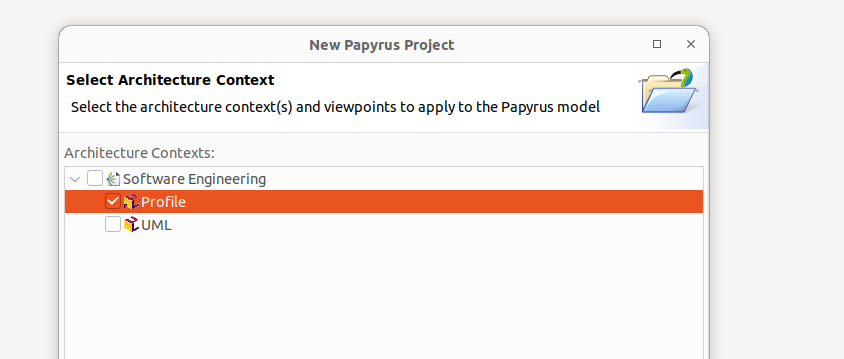 New Papyrus Project
Select Architecture Context
Select the architecture context(s) and viewpoints to apply to the Papyrus model
Architecture Contexts:
Software Engineering
Profile
UML